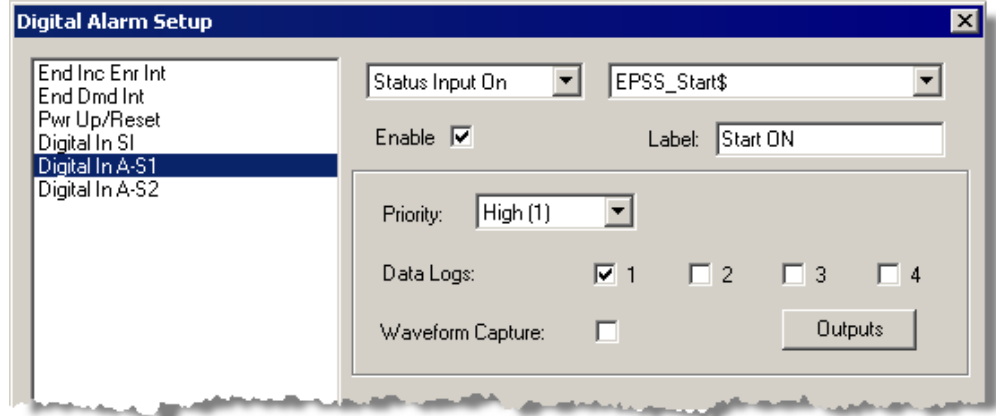 Digital Alarm Setup
End Inc Enr Int
End Dmd Int
Pwr Up/Reset
Digital In SI
Digital In A-S1
Digital In A-S2
Status Input On EPSS_Start$
Enable Label: Start ON
Priority: High (1)
Data Logs: 1 2 3 4
Waveform Capture: Outputs